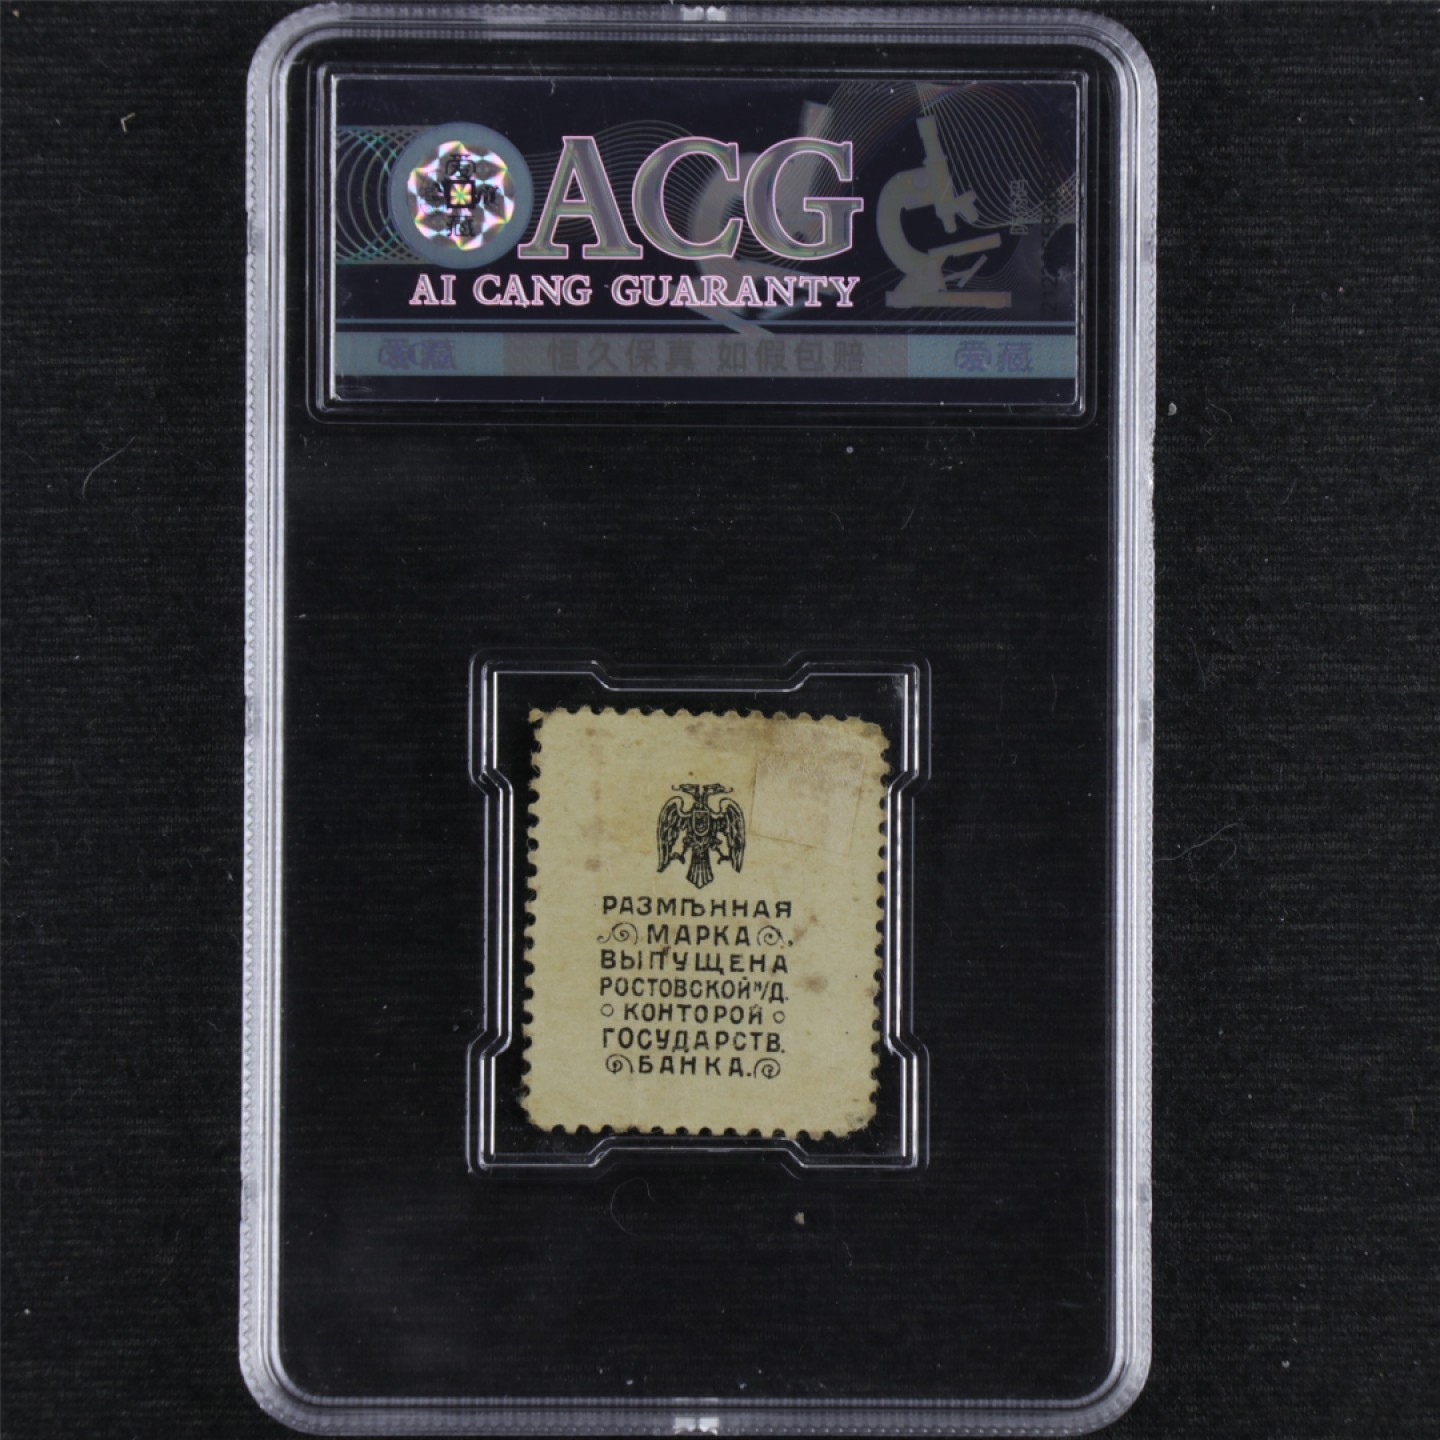 ACG
AI CANG GUARANTY
爱藏 恒久保真 如假包赔 爱藏
РАЗМѢННАЯ
МАРКА.
ВЫПУЩЕНА
РОСТОВСКОЙ Н/Д.
КОНТОРОЙ
ГОСУДАРСТВ.
БАНКА.